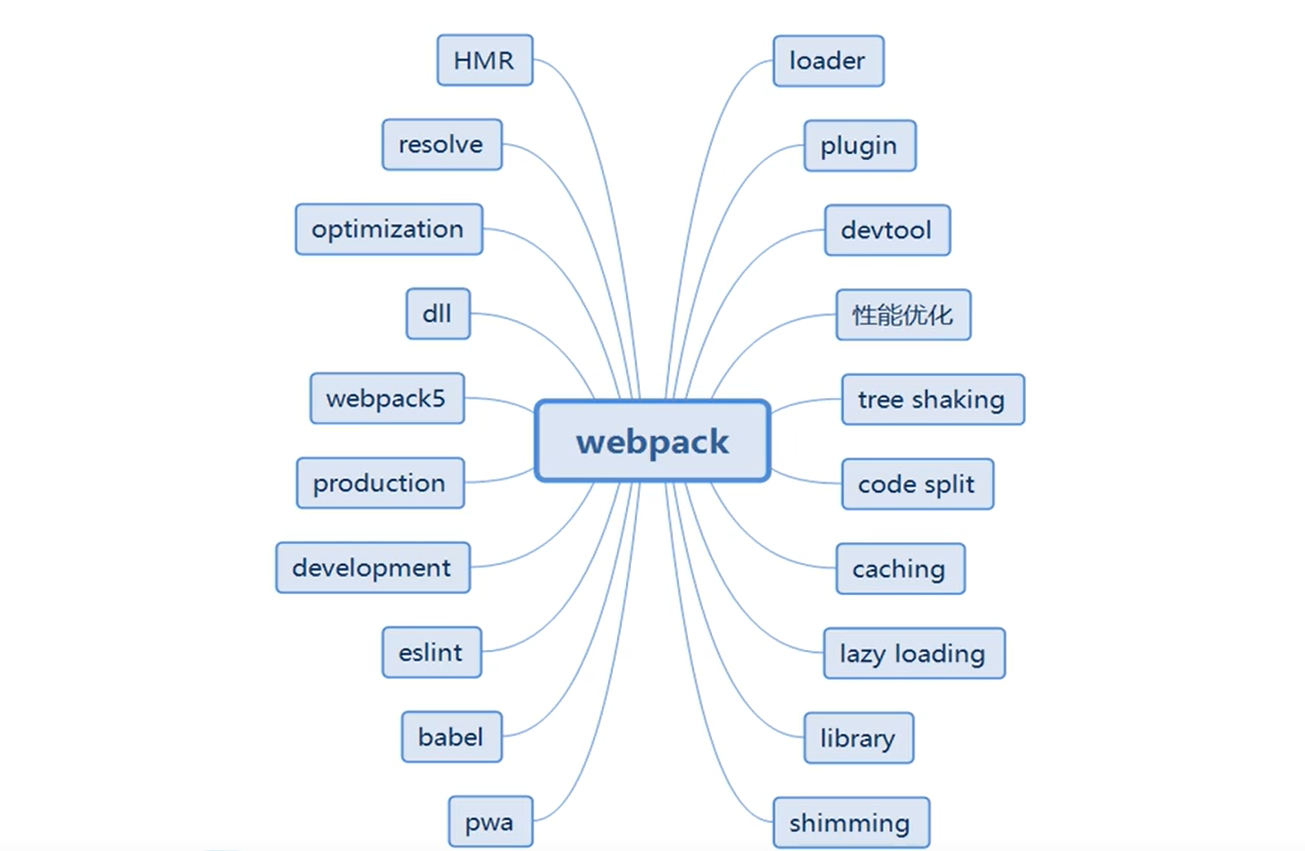 HMR
loader
resolve
plugin
optimization
devtool
dll
性能优化
webpack5
tree shaking
webpack
production
code split
development
caching
eslint
lazy loading
babel
library
pwa
shimming